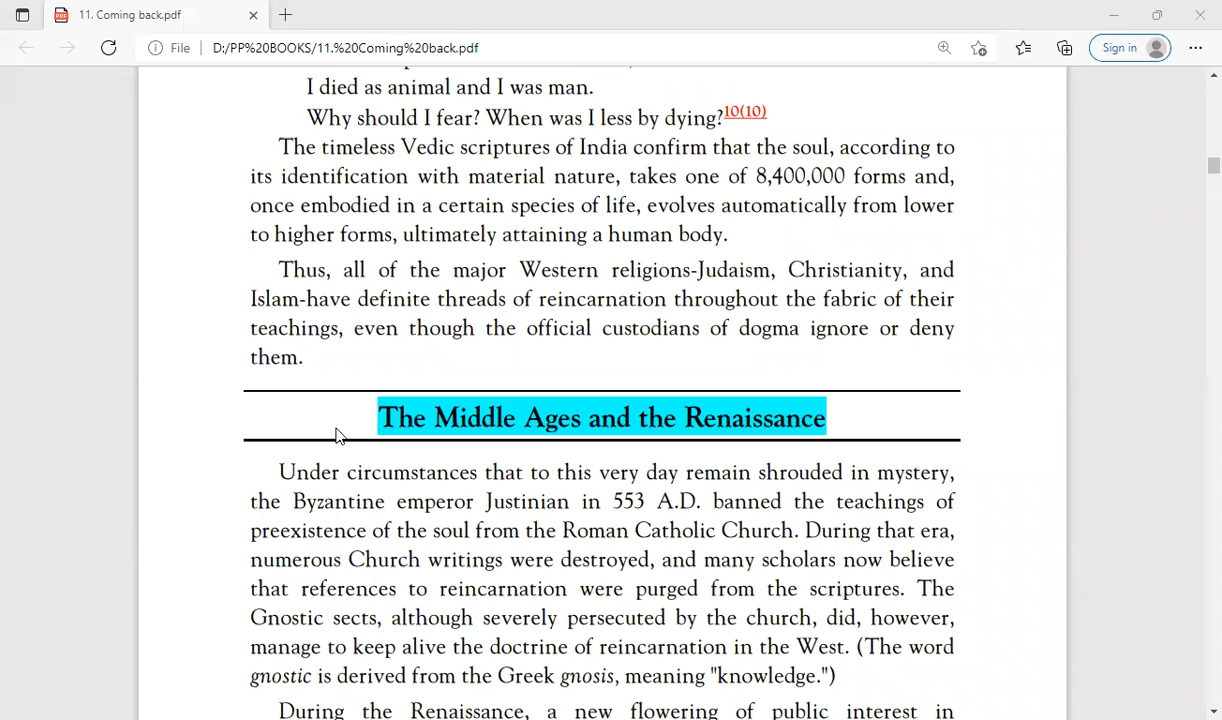 11. Coming back.pdf
File D:/PP%20BOOKS/11.%20Coming%20back.pdf
Sign in
I died as animal and I was man.
Why should I fear? When was I less by dying?10(10)
The timeless Vedic scriptures of India confirm that the soul, according to
its identification with material nature, takes one of 8,400,000 forms and,
once embodied in a certain species of life, evolves automatically from lower
to higher forms, ultimately attaining a human body.
Thus, all of the major Western religions-Judaism, Christianity, and
Islam-have definite threads of reincarnation throughout the fabric of their
teachings, even though the official custodians of dogma ignore or deny
them.
The Middle Ages and the Renaissance
Under circumstances that to this very day remain shrouded in mystery,
the Byzantine emperor Justinian in 553 A.D. banned the teachings of
preexistence of the soul from the Roman Catholic Church. During that era,
numerous Church writings were destroyed, and many scholars now believe
that references to reincarnation were purged from the scriptures. The
Gnostic sects, although severely persecuted by the church, did, however,
manage to keep alive the doctrine of reincarnation in the West. (The word
gnostic is derived from the Greek gnosis, meaning "knowledge.")
During the Renaissance, a new flowering of public interest in